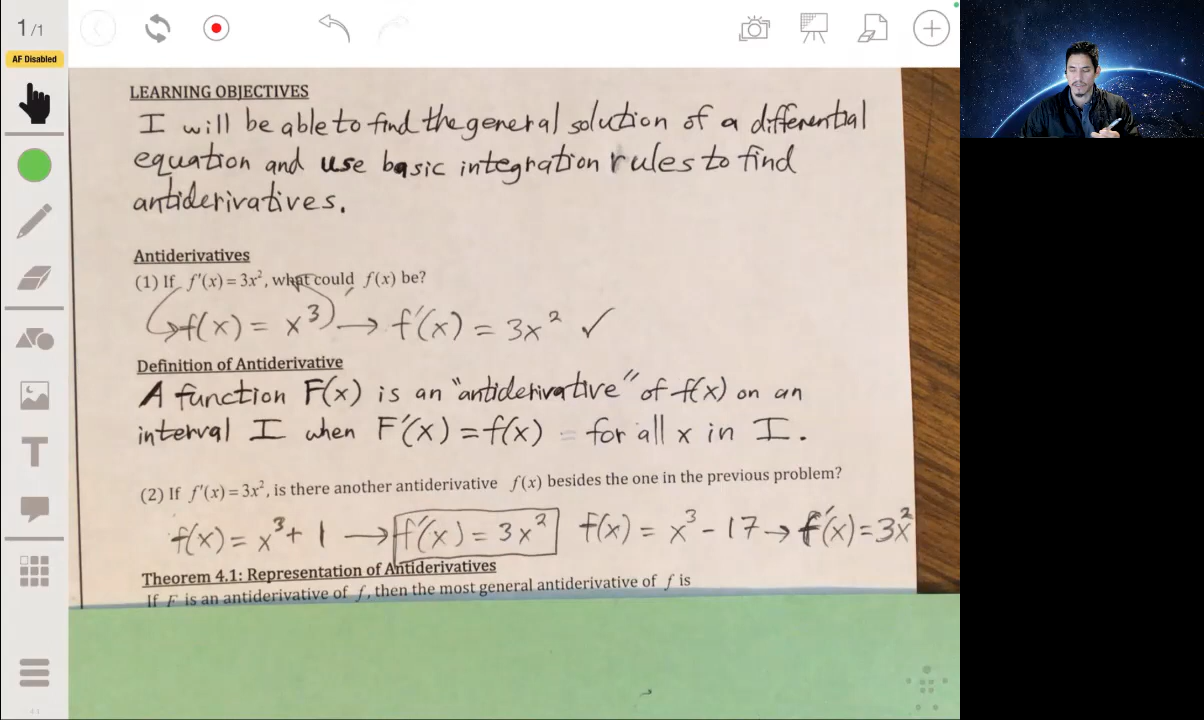 1/1
AF Disabled
LEARNING OBJECTIVES
I will be able to find the general solution of a differential
equation and use basic integration rules to find
antiderivatives.
Antiderivatives
(1) If f'(x) = 3x², what could f(x) be?
f(x) = x³ → f'(x) = 3x² ✓
Definition of Antiderivative
A function F(x) is an "antiderivative" of f(x) on an
interval I when F'(x) = f(x) = for all x in I.
(2) If f'(x) = 3x², is there another antiderivative f(x) besides the one in the previous problem?
f(x) = x³ + 1 → f'(x) = 3x² f(x) = x³ - 17 → f'(x) = 3x²
Theorem 4.1: Representation of Antiderivatives
If F is an antiderivative of f, then the most general antiderivative of f is
T